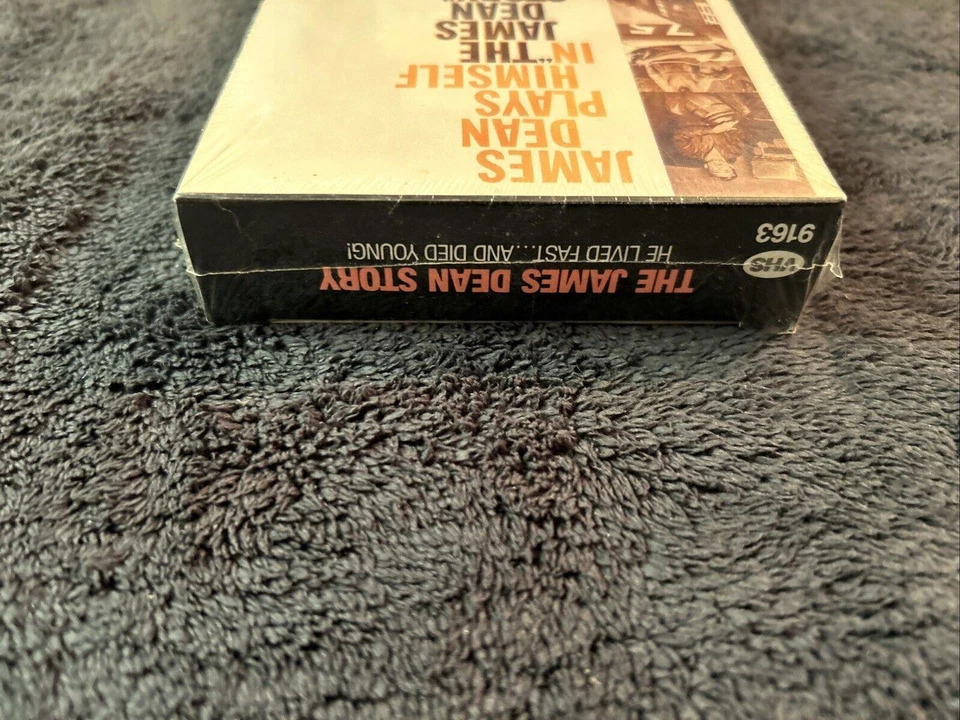 JAMES
DEAN
PLAYS
HIMSELF
IN "THE
JAMES
DEAN
THE JAMES DEAN STORY
HE LIVED FAST....AND DIED YOUNG!
VHS
9163